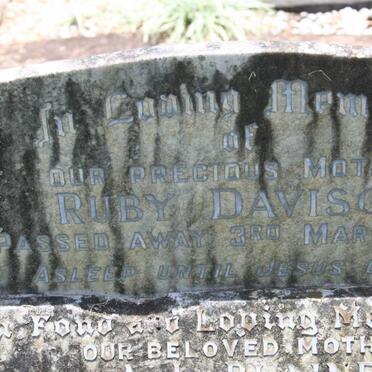 In Loving Mem
of
OUR PRECIOUS MOT
RUBY DAVISO
PASSED AWAY 3RD MAR
ASLEEP UNTIL JESUS
Fond and Loving Me
OUR BELOVED MOTH